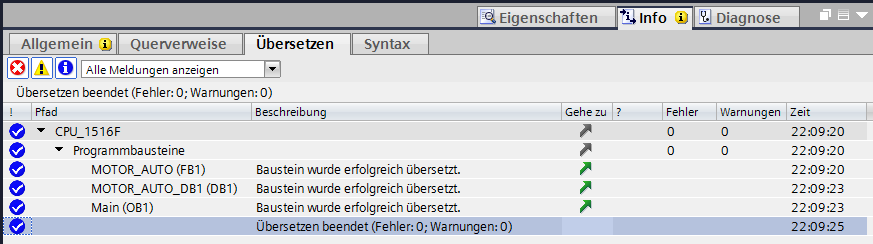 Eigenschaften Info Diagnose
Allgemein Querverweise Übersetzen Syntax
Alle Meldungen anzeigen
Übersetzen beendet (Fehler: 0; Warnungen: 0)
! Pfad Beschreibung Gehe zu ? Fehler Warnungen Zeit
CPU_1516F 0 0 22:09:20
Programmbausteine 0 0 22:09:20
MOTOR_AUTO (FB1) Baustein wurde erfolgreich übersetzt. 22:09:20
MOTOR_AUTO_DB1 (DB1) Baustein wurde erfolgreich übersetzt. 22:09:23
Main (OB1) Baustein wurde erfolgreich übersetzt. 22:09:23
Übersetzen beendet (Fehler: 0; Warnungen: 0) 22:09:25